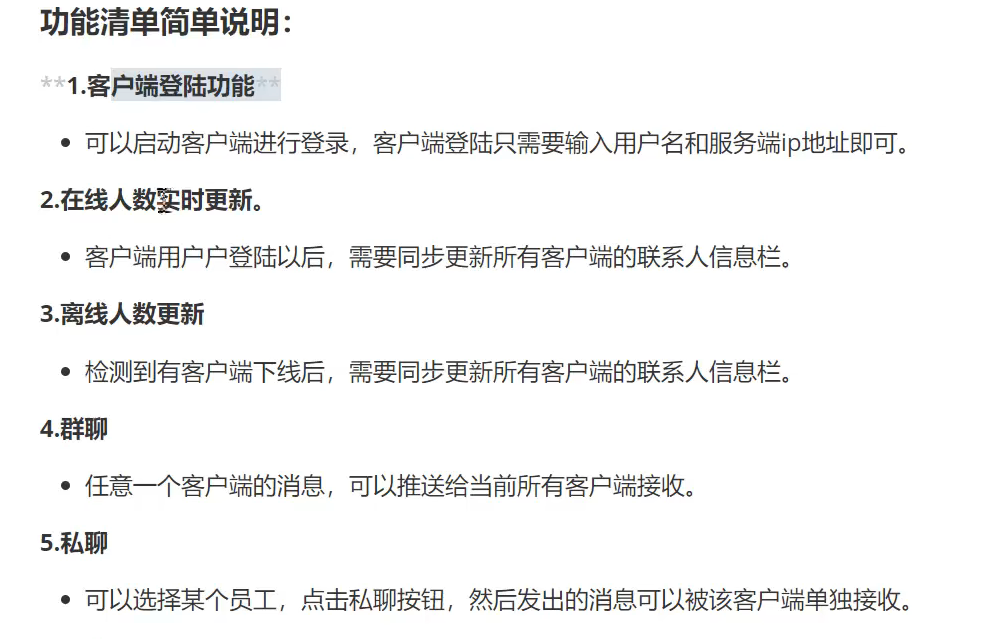 功能清单简单说明：
**1.客户端登陆功能**
可以启动客户端进行登录，客户端登陆只需要输入用户名和服务端ip地址即可。
2.在线人数实时更新。
客户端用户户登陆以后，需要同步更新所有客户端的联系人信息栏。
3.离线人数更新
检测到有客户端下线后，需要同步更新所有客户端的联系人信息栏。
4.群聊
任意一个客户端的消息，可以推送给当前所有客户端接收。
5.私聊
可以选择某个员工，点击私聊按钮，然后发出的消息可以被该客户端单独接收。